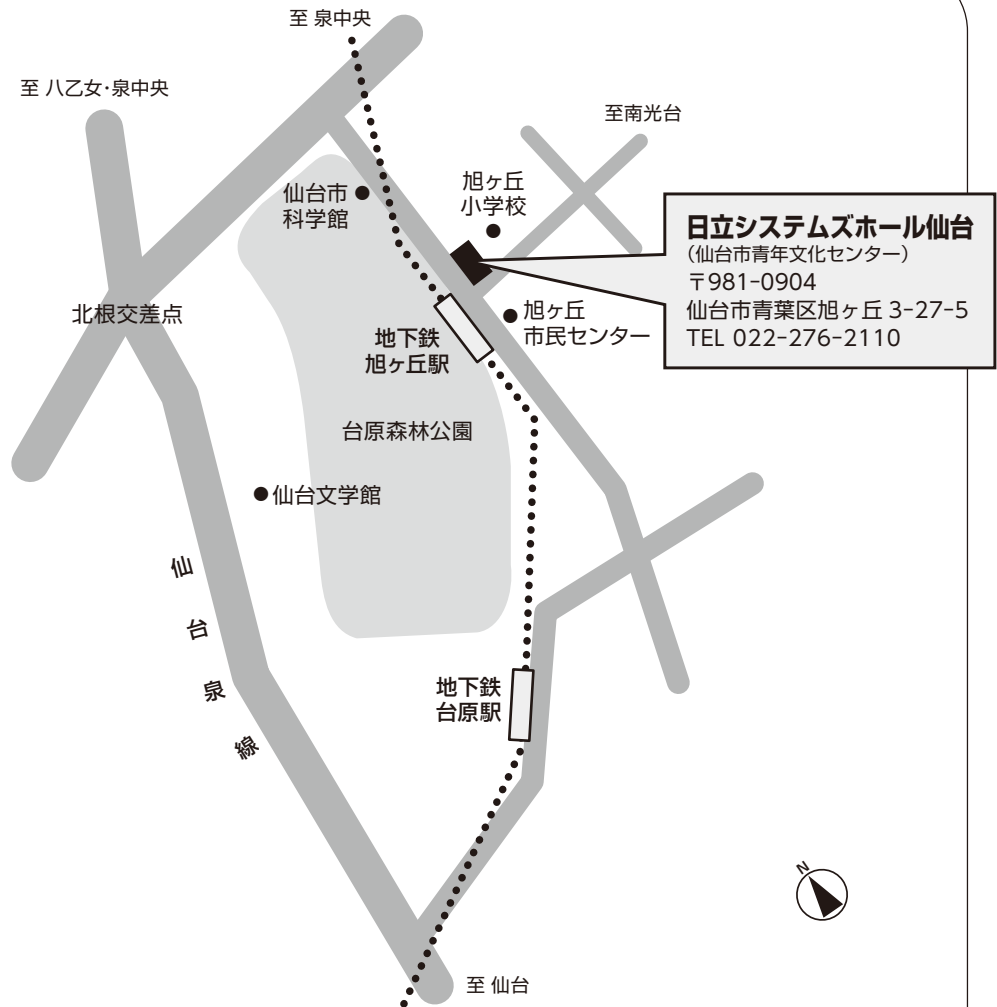 至 泉中央
至 八乙女・泉中央
至南光台
仙台市
科学館
旭ヶ丘
小学校
日立システムズホール仙台
(仙台市青年文化センター)
〒981-0904
仙台市青葉区旭ヶ丘 3-27-5
TEL 022-276-2110
北根交差点
地下鉄
旭ヶ丘駅
旭ヶ丘
市民センター
台原森林公園
仙台文学館
仙台泉線
地下鉄
台原駅
N
至 仙台